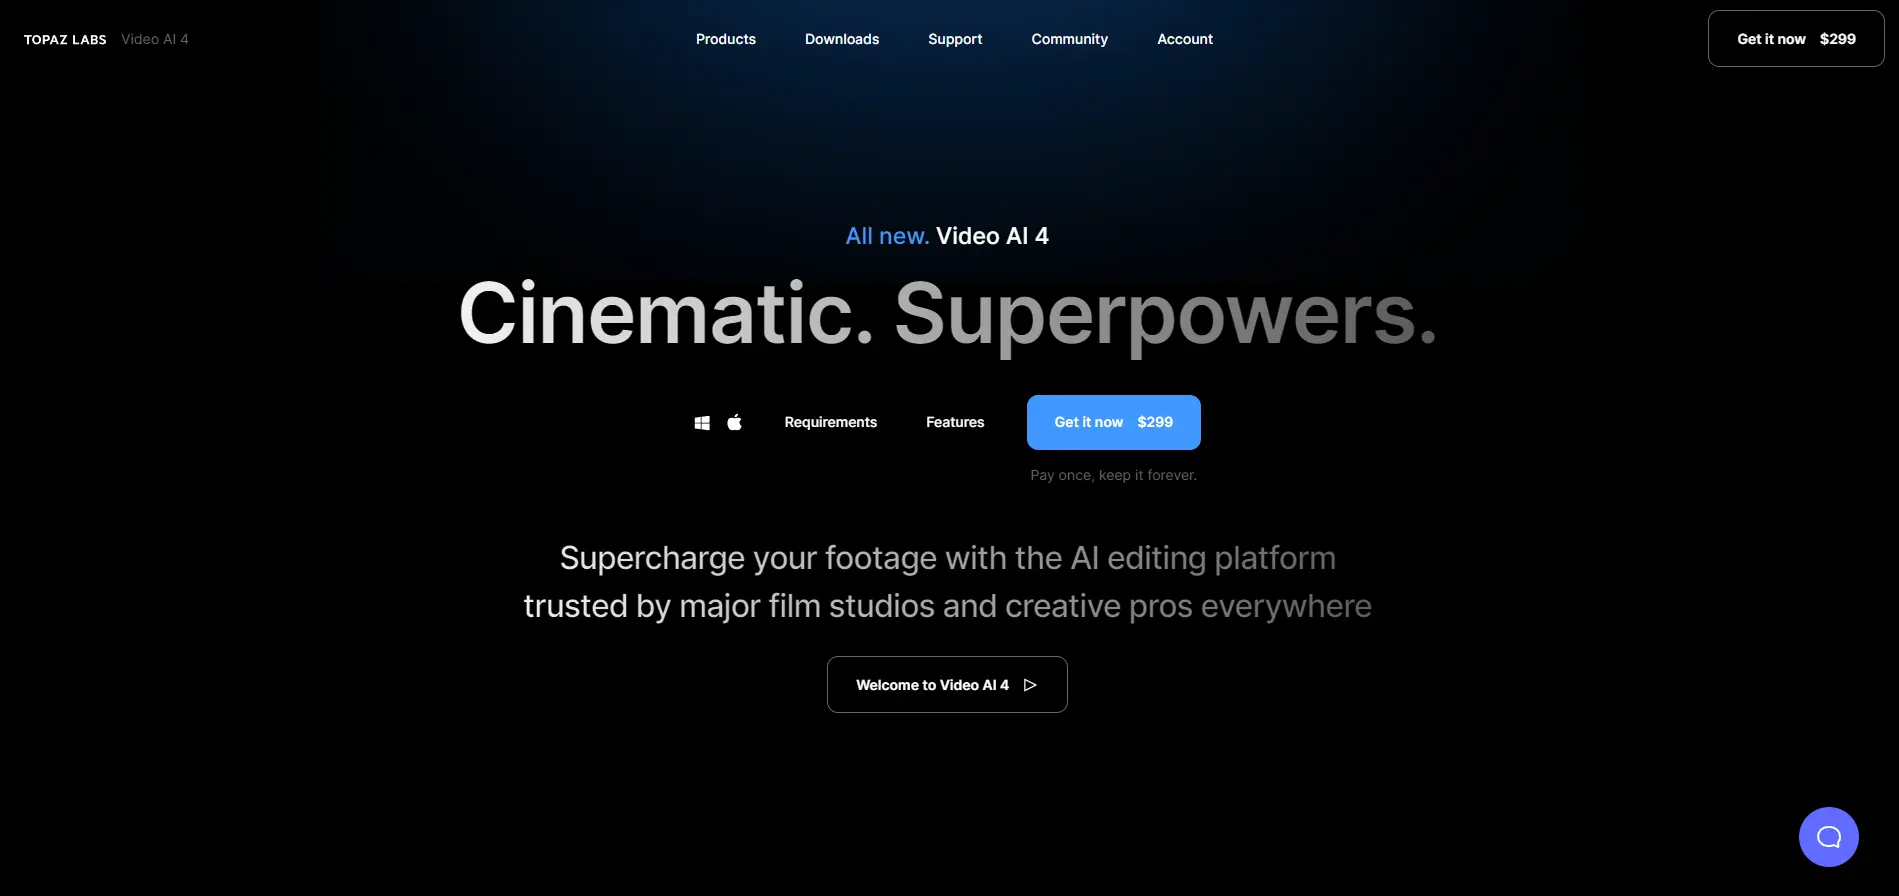 TOPAZ LABS Video AI 4 Products Downloads Support Community Account Get it now $299
All new. Video AI 4
Cinematic. Superpowers.
Requirements Features Get it now $299
Pay once, keep it forever.
Supercharge your footage with the AI editing platform
trusted by major film studios and creative pros everywhere
Welcome to Video AI 4